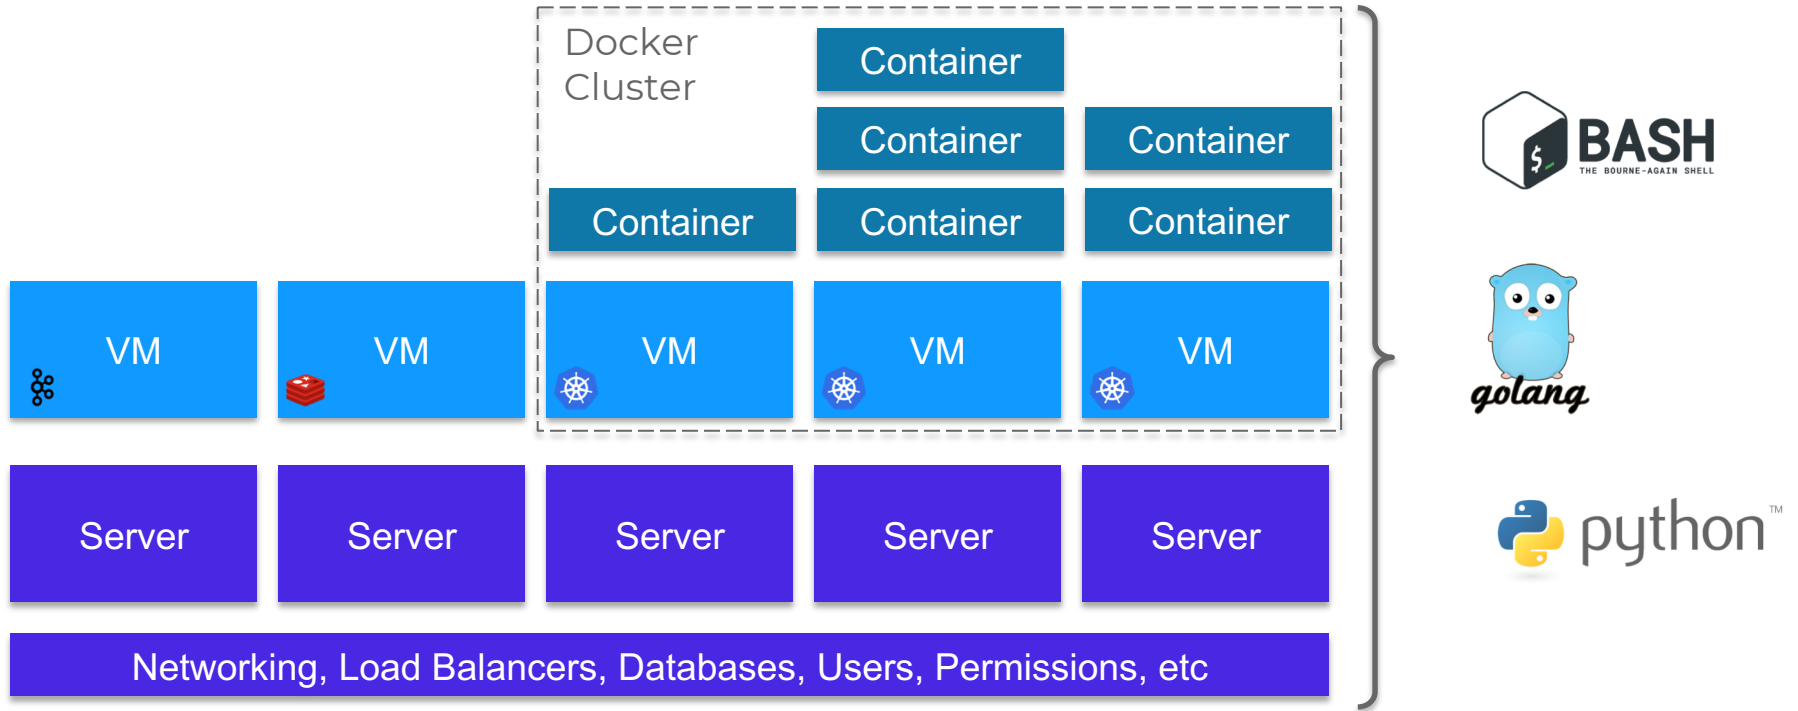 Docker
Cluster
Container
Container
Container
Container
Container
Container
VM
VM
VM
VM
VM
Server
Server
Server
Server
Server
Networking, Load Balancers, Databases, Users, Permissions, etc
$_
BASH
THE BOURNE-AGAIN SHELL
golang
python™